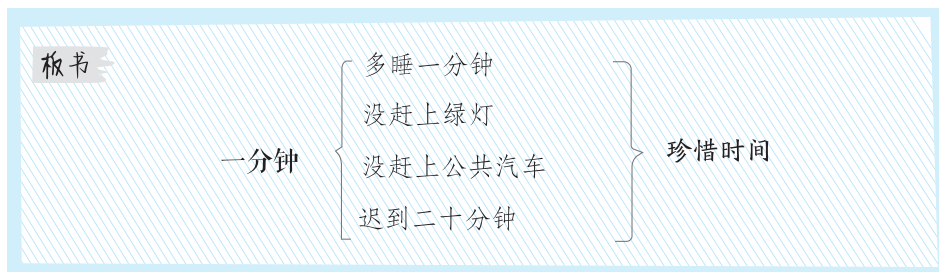 板书
多睡一分钟
没赶上绿灯
一分钟
没赶上公共汽车
珍惜时间
迟到二十分钟